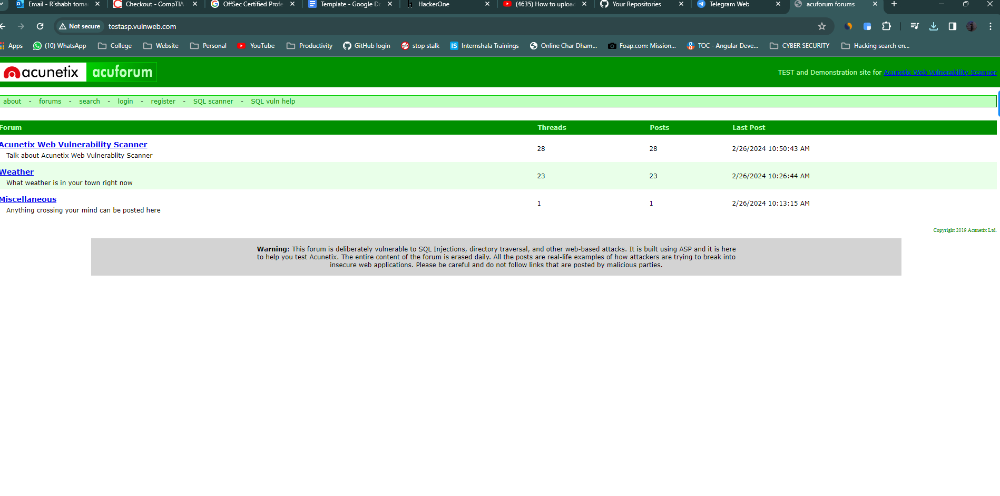 Email - Rishabh toma Checkout - CompTIA OffSec Certified Profe Template - Google Do HackerOne (4635) How to uploa Your Repositories Telegram Web acuforum forums
Not secure testasp.vulnweb.com
Apps (10) WhatsApp College Website Personal YouTube Productivity GitHub login stop stalk IS Internshala Trainings Online Char Dham... Foap.com: Mission... TOC - Angular Deve... CYBER SECURITY Hacking search en...
acunetix acuforum TEST and Demonstration site for Acunetix Web Vulnerability Scanner
about - forums - search - login - register - SQL scanner - SQL vuln help
Forum Threads Posts Last Post
Acunetix Web Vulnerability Scanner
Talk about Acunetix Web Vulnerablity Scanner
28 28 2/26/2024 10:50:43 AM
Weather
What weather is in your town right now
23 23 2/26/2024 10:26:44 AM
Miscellaneous
Anything crossing your mind can be posted here
1 1 2/26/2024 10:13:15 AM
Copyright 2019 Acunetix Ltd.
Warning: This forum is deliberately vulnerable to SQL Injections, directory traversal, and other web-based attacks. It is built using ASP and it is here
to help you test Acunetix. The entire content of the forum is erased daily. All the posts are real-life examples of how attackers are trying to break into
insecure web applications. Please be careful and do not follow links that are posted by malicious parties.